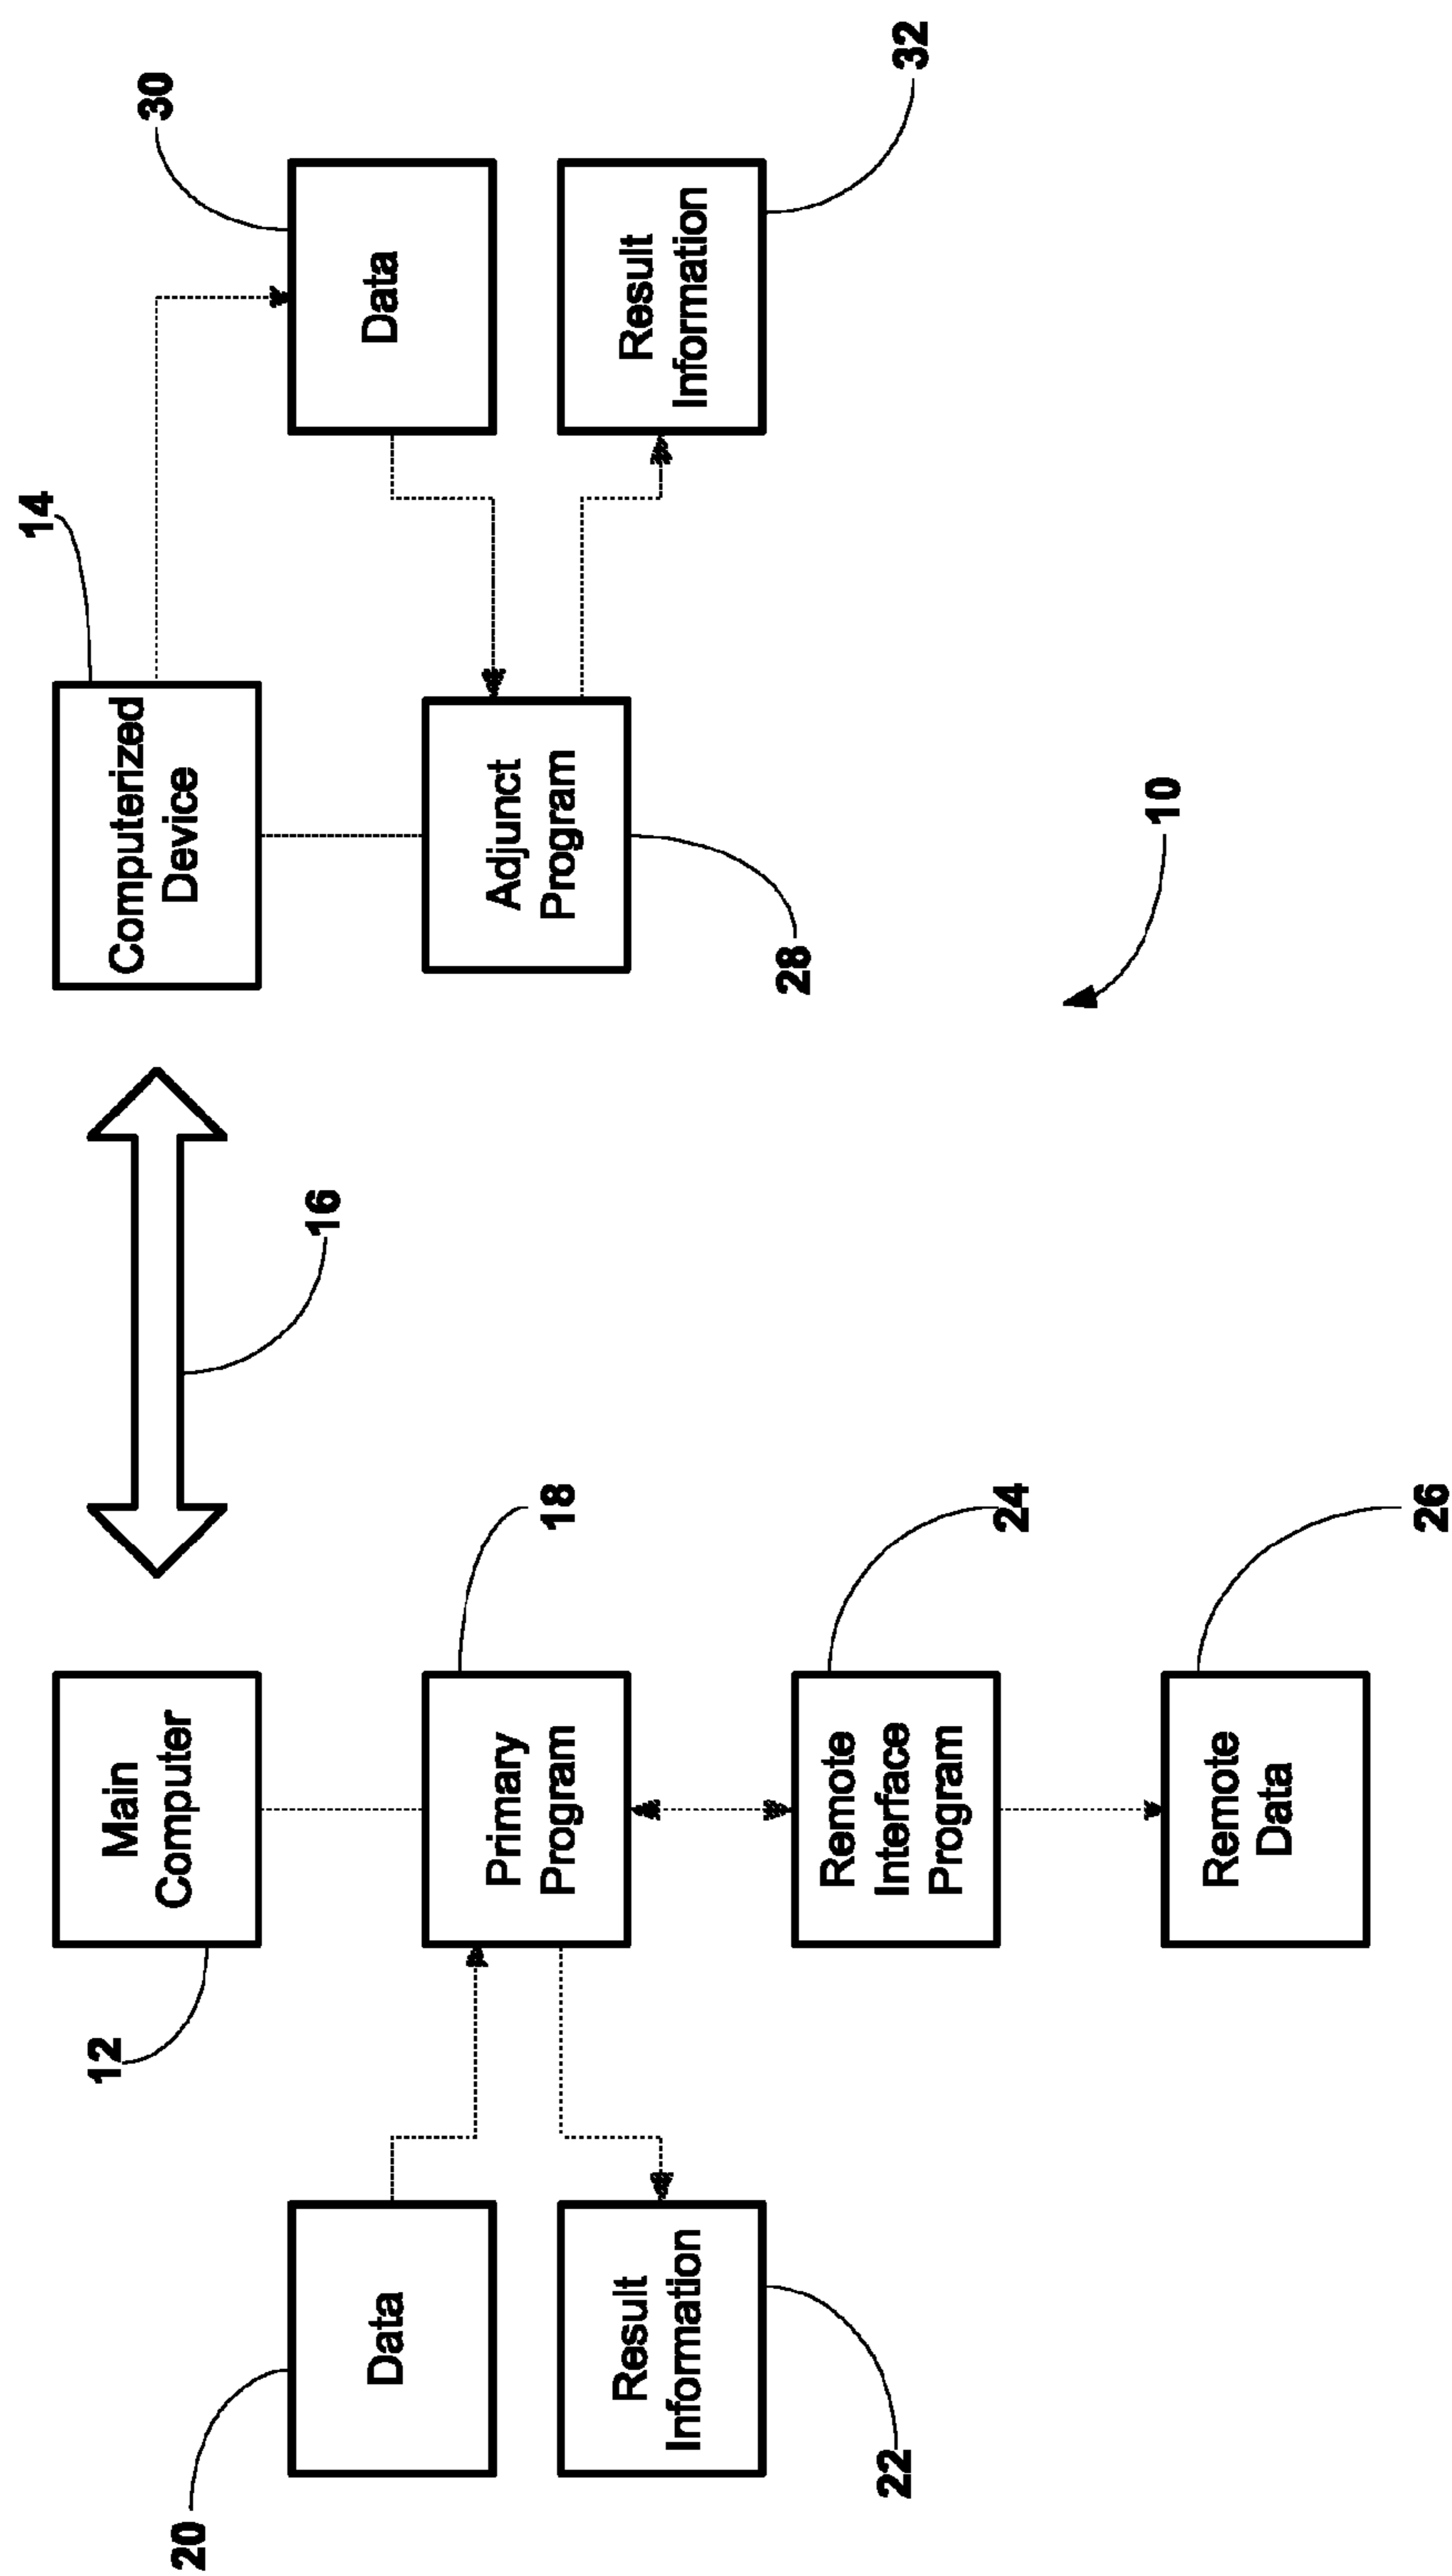 Main
Computer
12
16
Computerized
Device
14
30
Data
20
Data
Primary
Program
18
Adjunct
Program
28
Result
Information
32
Result
Information
22
Remote
Interface
Program
24
10
Remote
Data
26